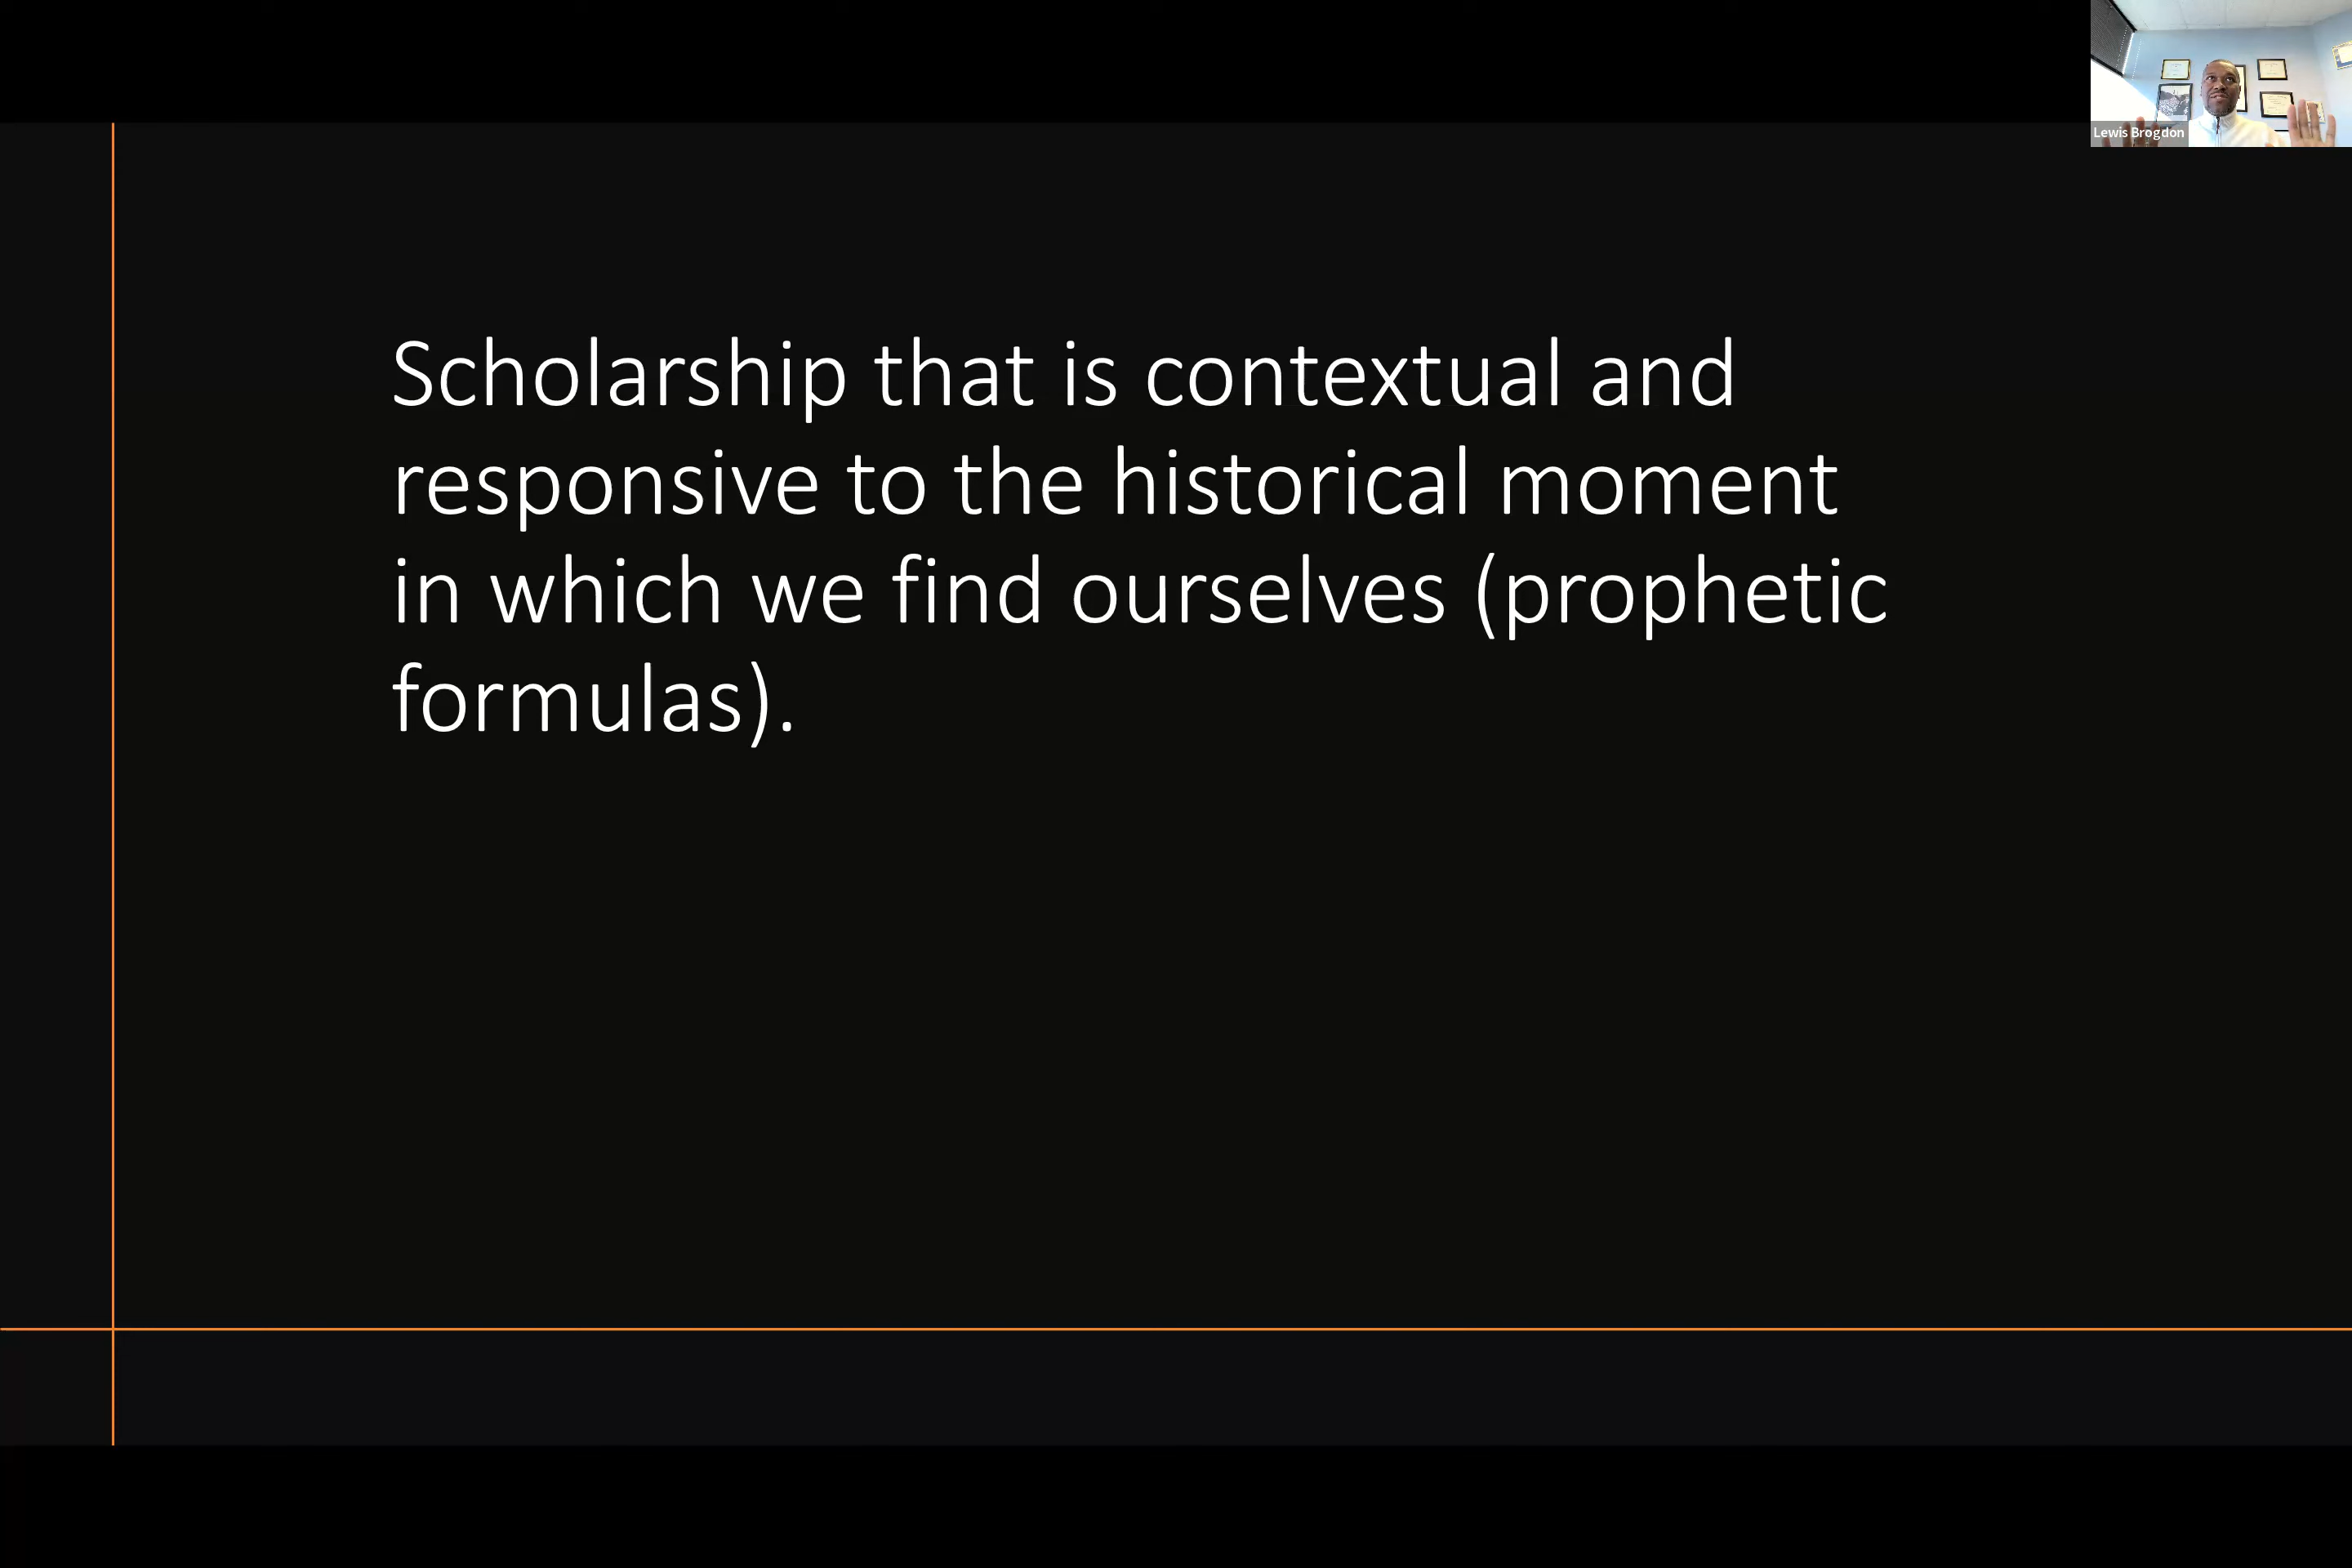 Lewis Brogdon
Scholarship that is contextual and
responsive to the historical moment
in which we find ourselves (prophetic
formulas).